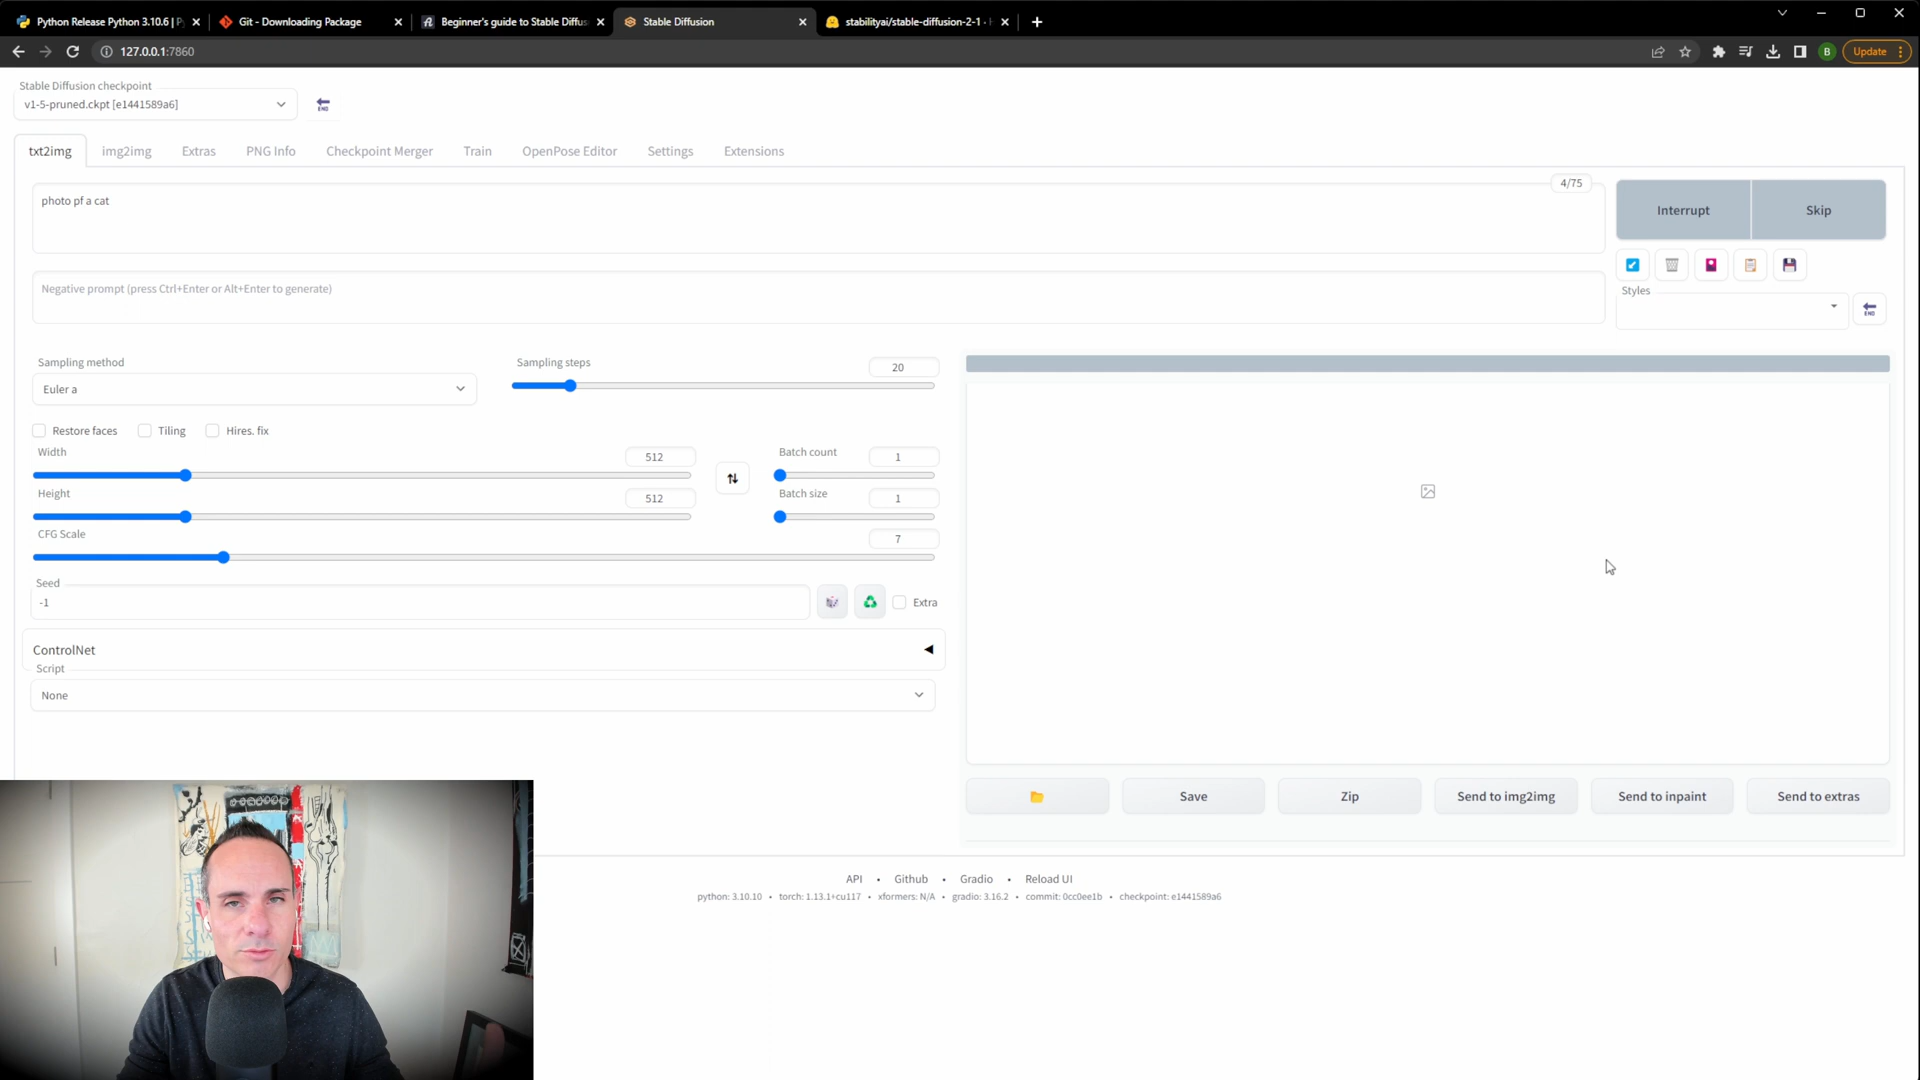 Python Release Python 3.10.6 | P
Git - Downloading Package
Beginner's guide to Stable Diffus
Stable Diffusion
stabilityai/stable-diffusion-2-1 · H
127.0.0.1:7860
B
Update
Stable Diffusion checkpoint
v1-5-pruned.ckpt [e1441589a6]
END
txt2img
img2img
Extras
PNG Info
Checkpoint Merger
Train
OpenPose Editor
Settings
Extensions
4/75
photo pf a cat
Interrupt
Skip
Negative prompt (press Ctrl+Enter or Alt+Enter to generate)
Styles
END
Sampling method
Euler a
Sampling steps
20
Restore faces
Tiling
Hires. fix
Width
512
Height
512
Batch count
1
Batch size
1
CFG Scale
7
Seed
-1
Extra
ControlNet
Script
None
Save
Zip
Send to img2img
Send to inpaint
Send to extras
API • Github • Gradio • Reload UI
python: 3.10.10 • torch: 1.13.1+cu117 • xformers: N/A • gradio: 3.16.2 • commit: 0cc0ee1b • checkpoint: e1441589a6